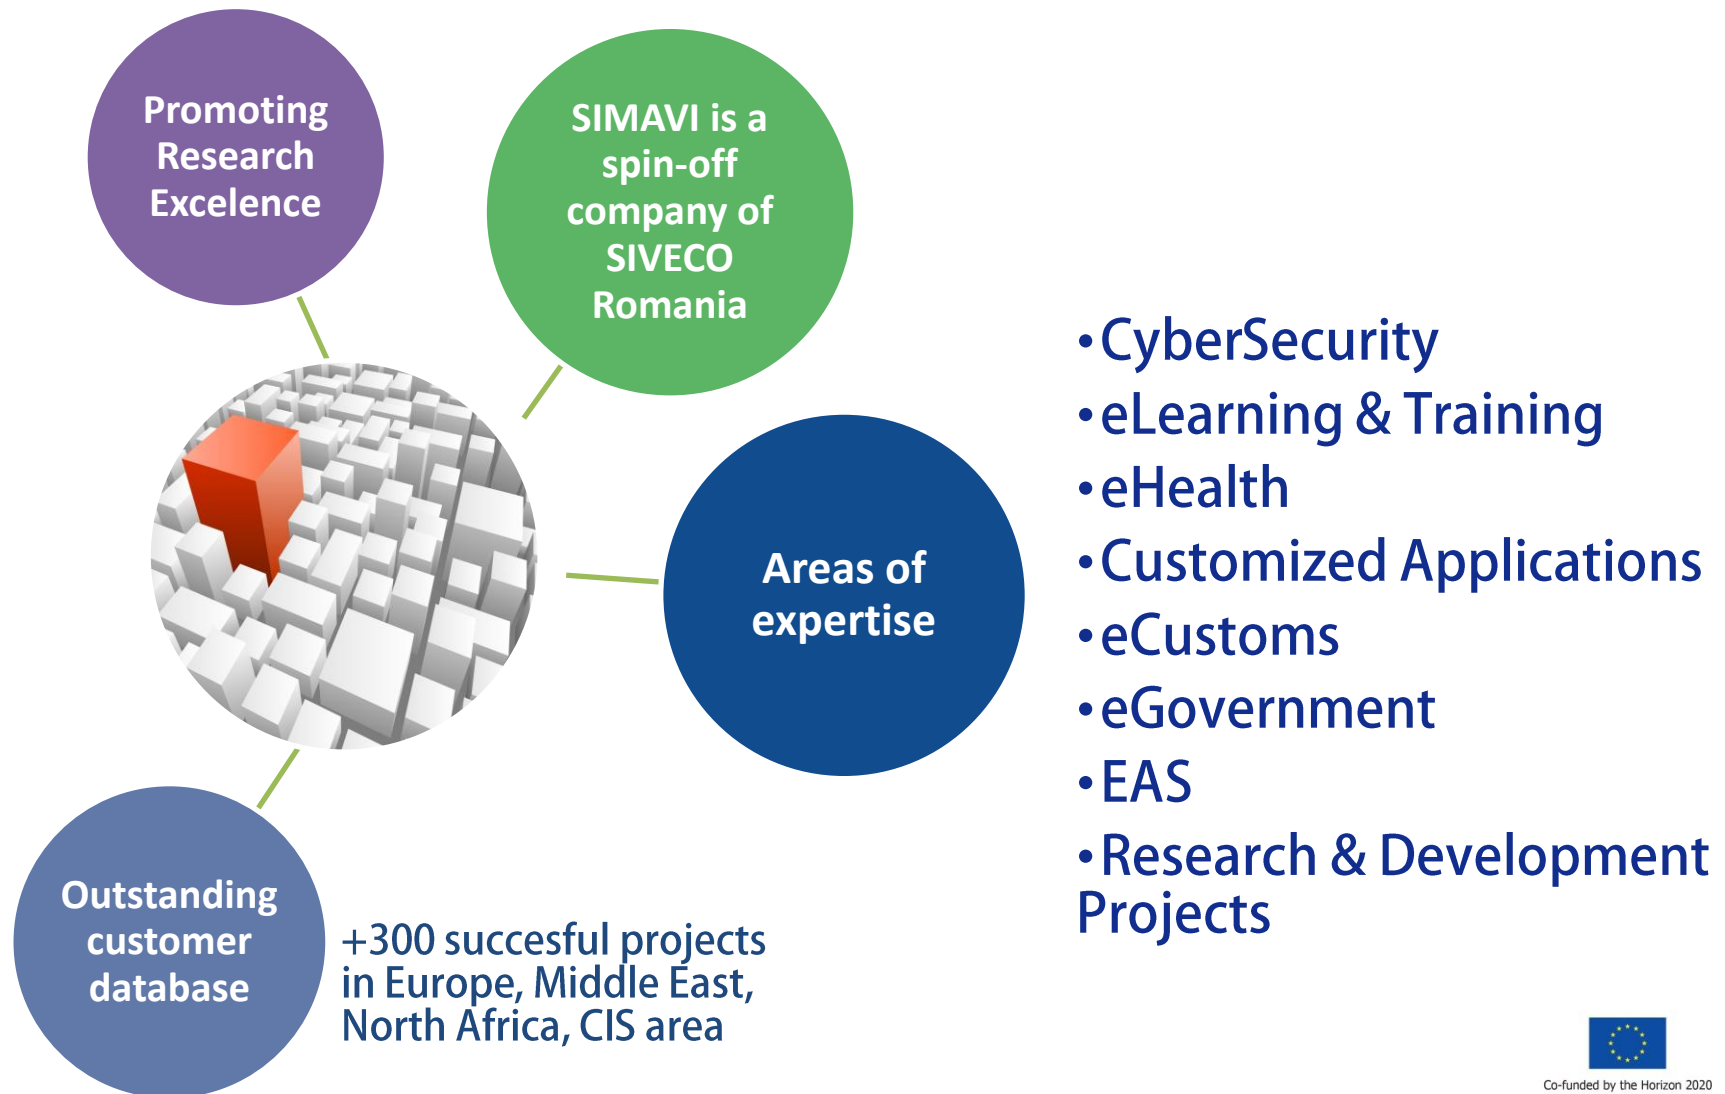 Promoting
Research
Excelence
SIMAVI is a
spin-off
company of
SIVECO
Romania
Areas of
expertise
•CyberSecurity
•eLearning & Training
•eHealth
•Customized Applications
•eCustoms
•eGovernment
•EAS
•Research & Development
Projects
Outstanding
customer
database
+300 succesful projects
in Europe, Middle East,
North Africa, CIS area
Co-funded by the Horizon 2020